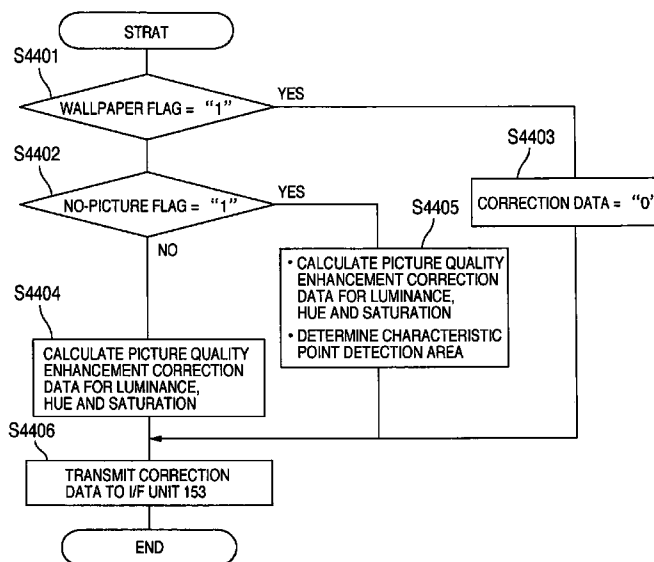 STRAT
S4401
WALLPAPER FLAG = "1"
YES
S4402
NO-PICTURE FLAG = "1"
YES
NO
S4403
CORRECTION DATA = "0"
S4405
• CALCULATE PICTURE QUALITY
ENHANCEMENT CORRECTION
DATA FOR LUMINANCE,
HUE AND SATURATION
• DETERMINE CHARACTERISTIC
POINT DETECTION AREA
S4404
CALCULATE PICTURE QUALITY
ENHANCEMENT CORRECTION
DATA FOR LUMINANCE,
HUE AND SATURATION
S4406
TRANSMIT CORRECTION
DATA TO I/F UNIT 153
END